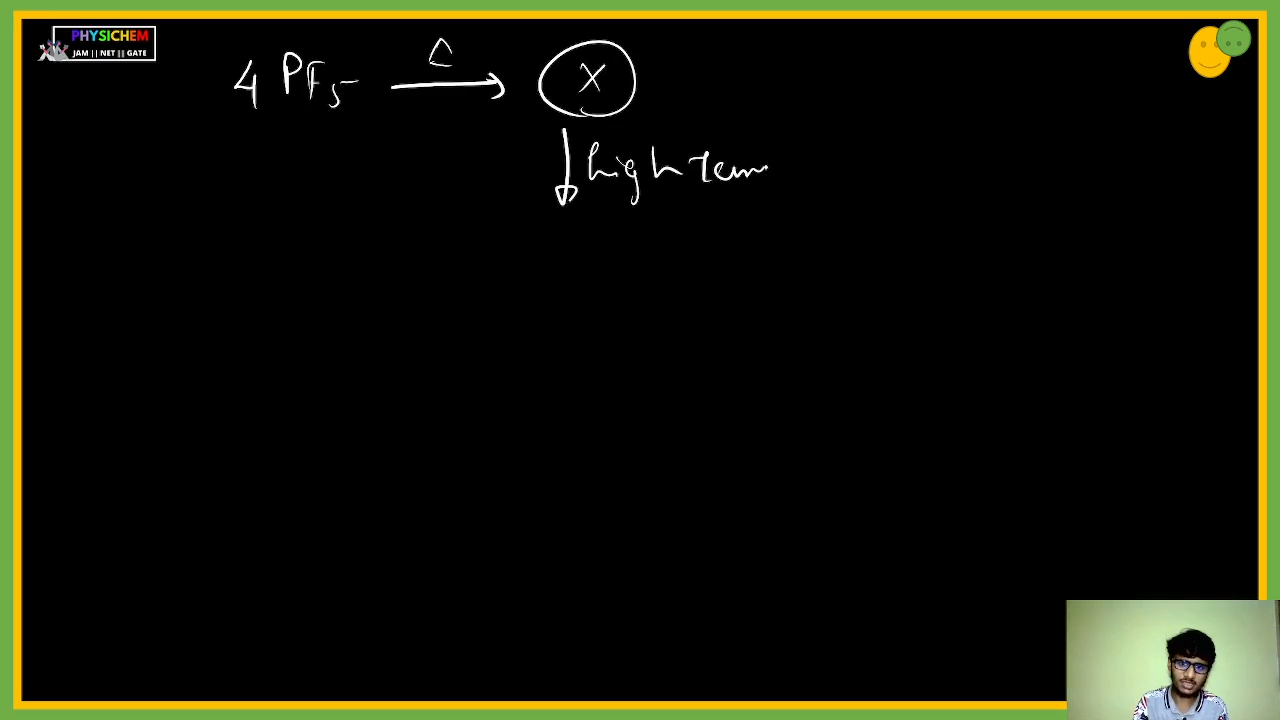 PHYSICHEM
JAM || NET || GATE
4 PF5 Δ X
high tem